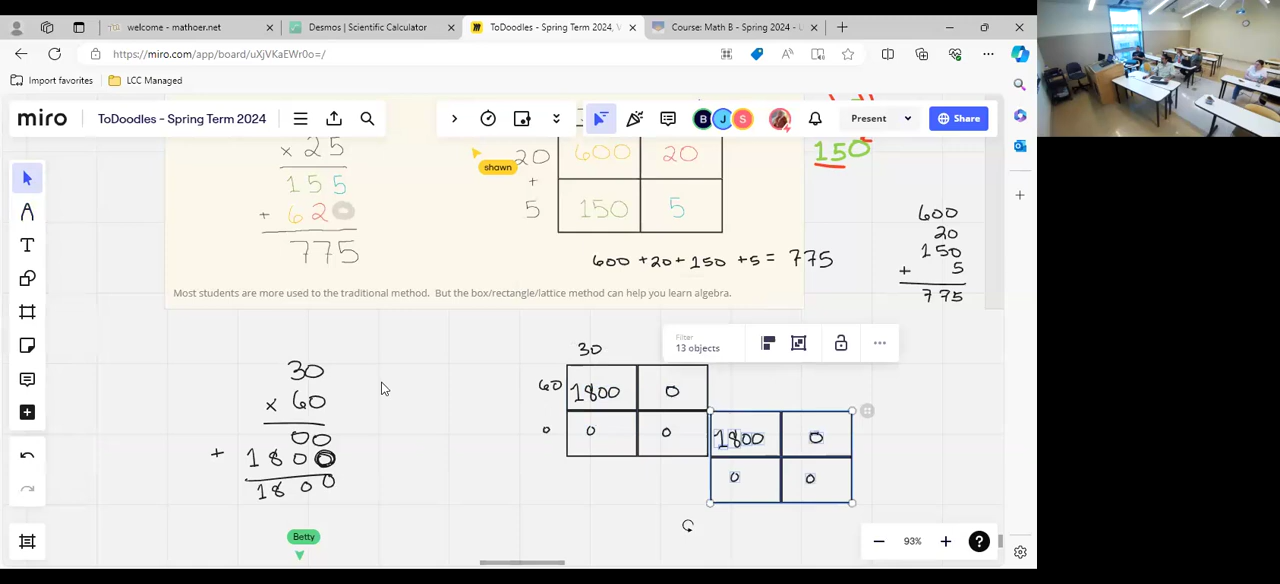 welcome - mathoer.net
Desmos | Scientific Calculator
ToDoodles - Spring Term 2024, V
Course: Math B - Spring 2024 - U
https://miro.com/app/board/uXjVKaEWr0o=/
Import favorites
LCC Managed
miro
ToDoodles - Spring Term 2024
B J S
Present
Share
x 25
155
+ 620
775
shawn
20
+
5
600 20
150 5
600 +20+ 150 +5 = 775
150
600
20
150
+ 5
775
Most students are more used to the traditional method. But the box/rectangle/lattice method can help you learn algebra.
Filter
13 objects
30
x 60
00
+ 1800
1800
30
60 1800 0
0 0 0
1800 0
0 0
Betty
93%